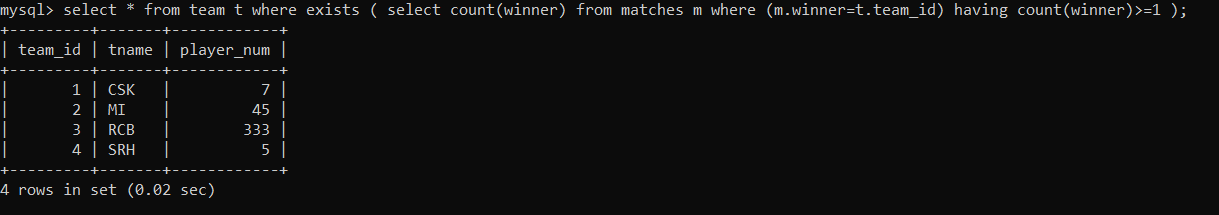 mysql> select * from team t where exists ( select count(winner) from matches m where (m.winner=t.team_id) having count(winner)>=1 );
+---------+-------+------------+
| team_id | tname | player_num |
+---------+-------+------------+
|       1 | CSK   |          7 |
|       2 | MI    |         45 |
|       3 | RCB   |        333 |
|       4 | SRH   |          5 |
+---------+-------+------------+
4 rows in set (0.02 sec)